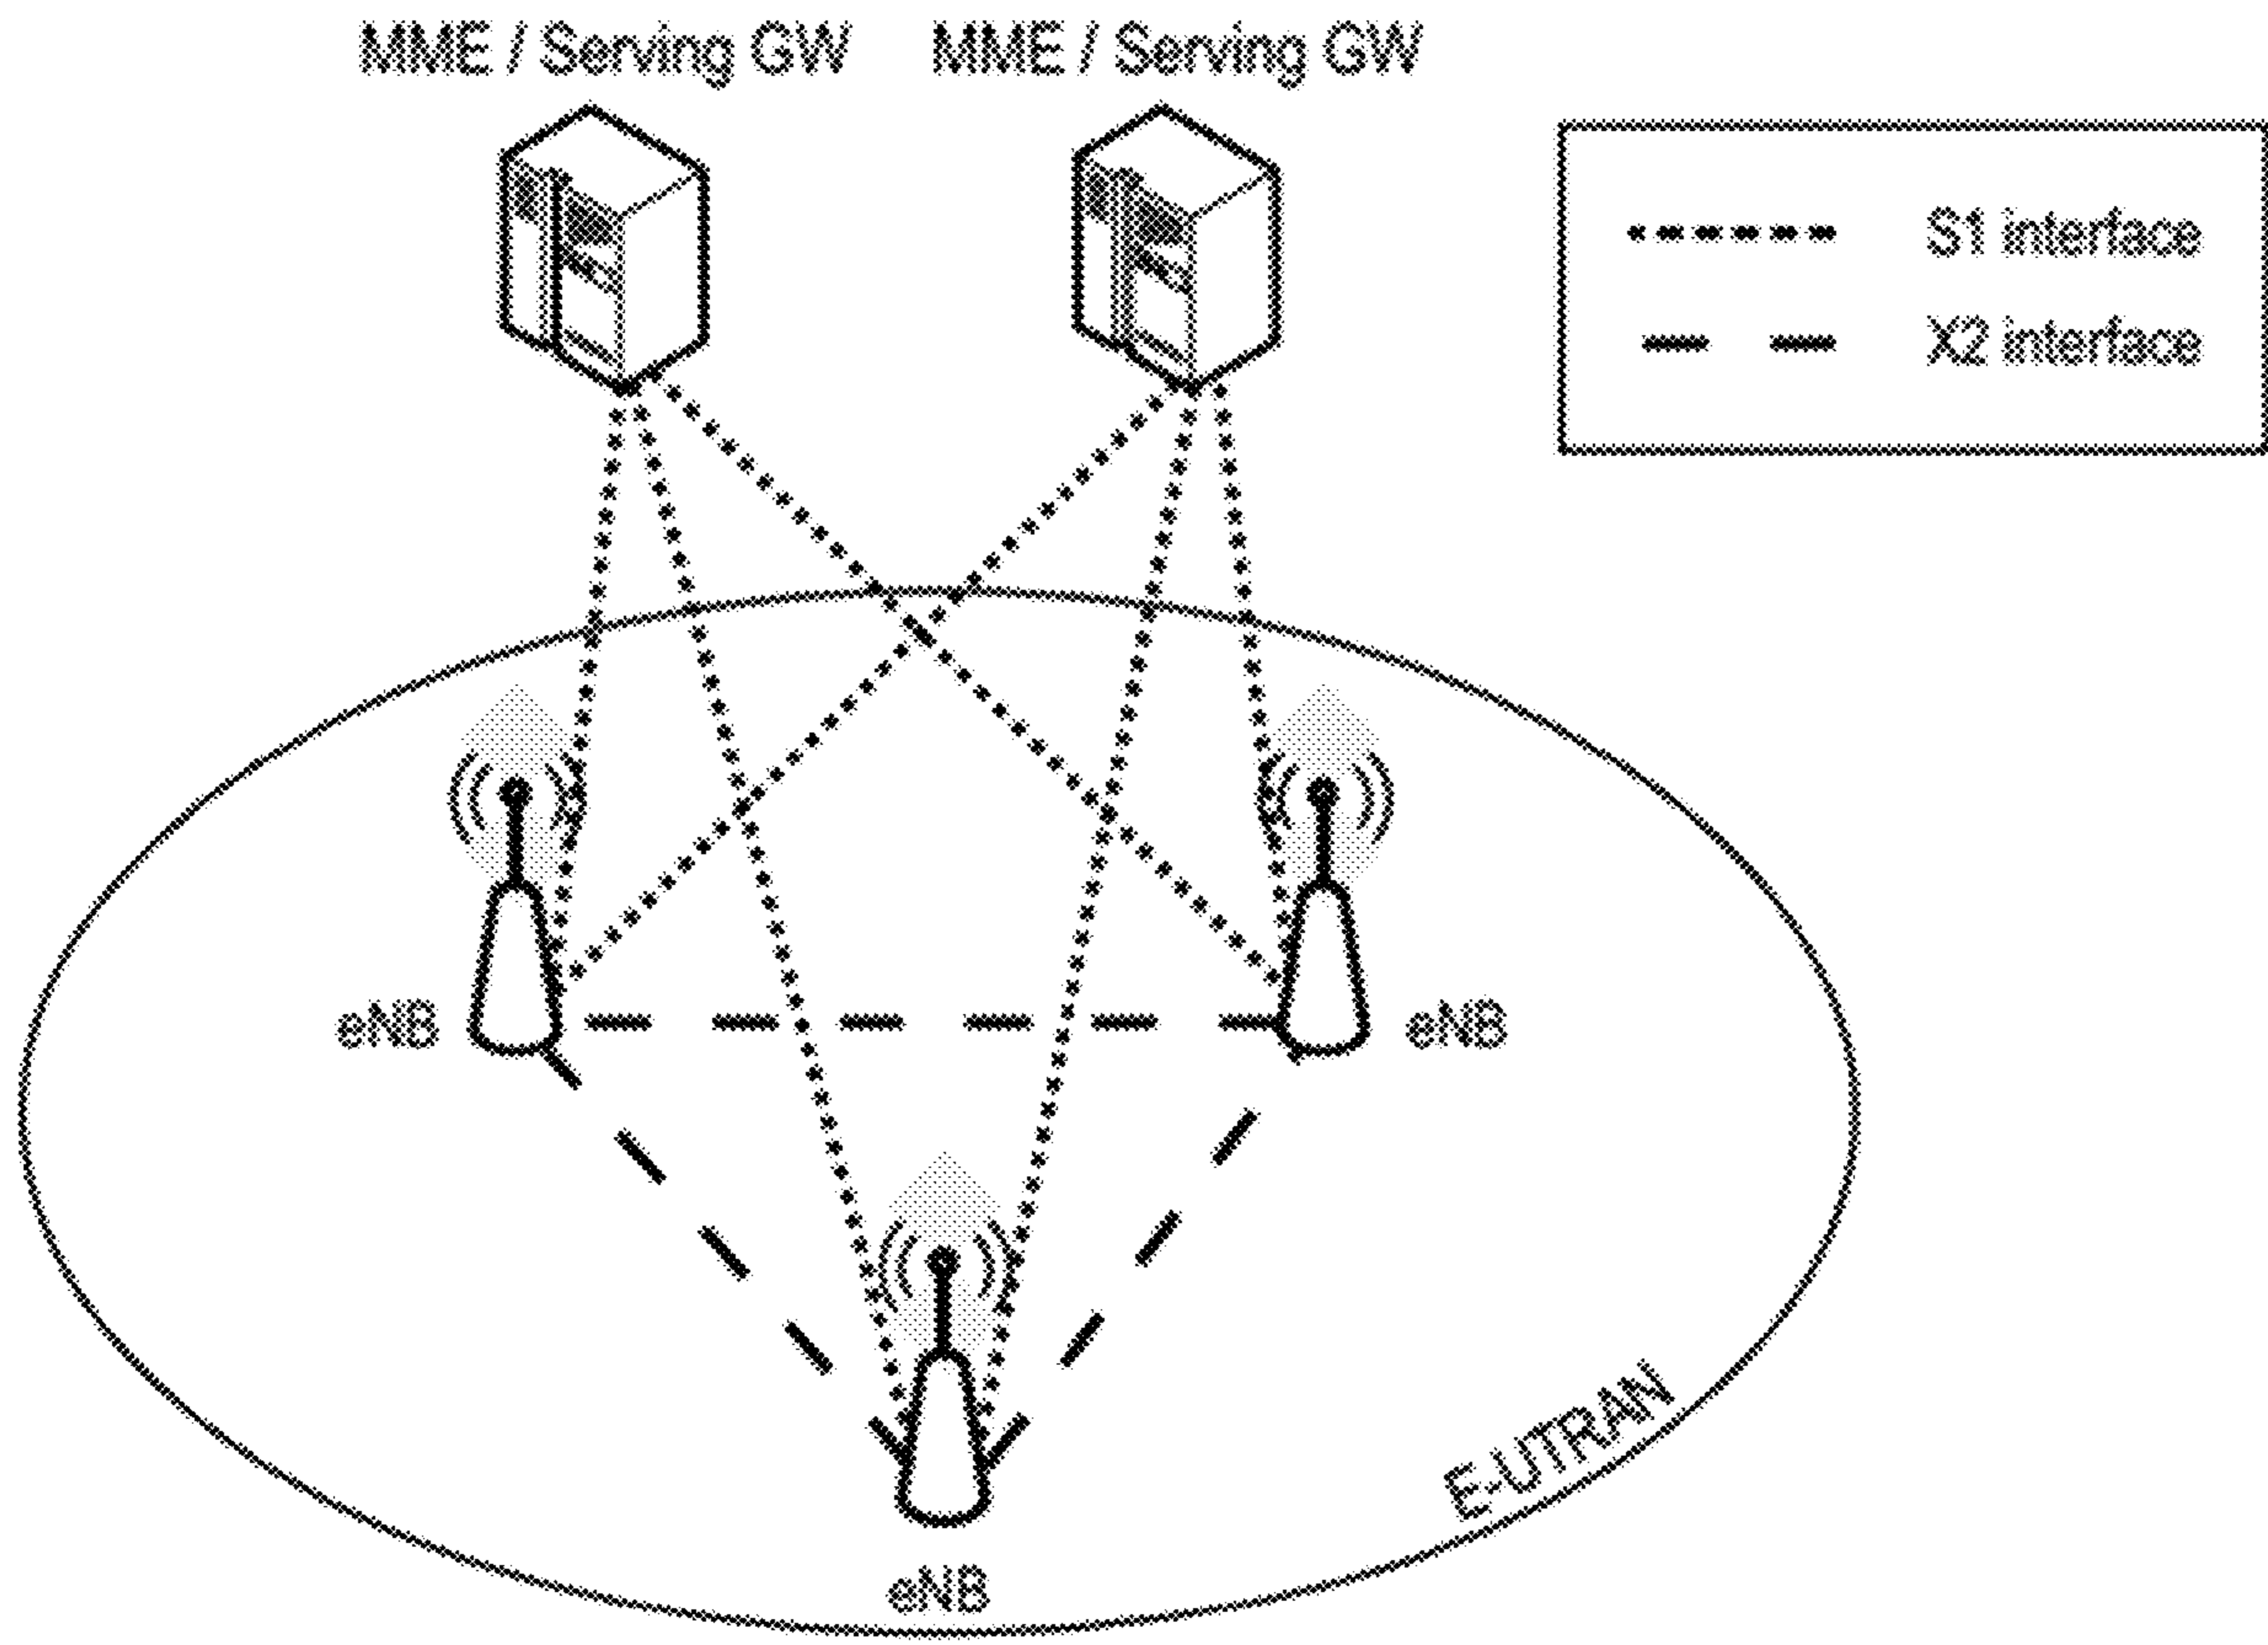 MME / Serving GW
MME / Serving GW
S1 interface
X2 interface
eNB
eNB
E-UTRAN
eNB